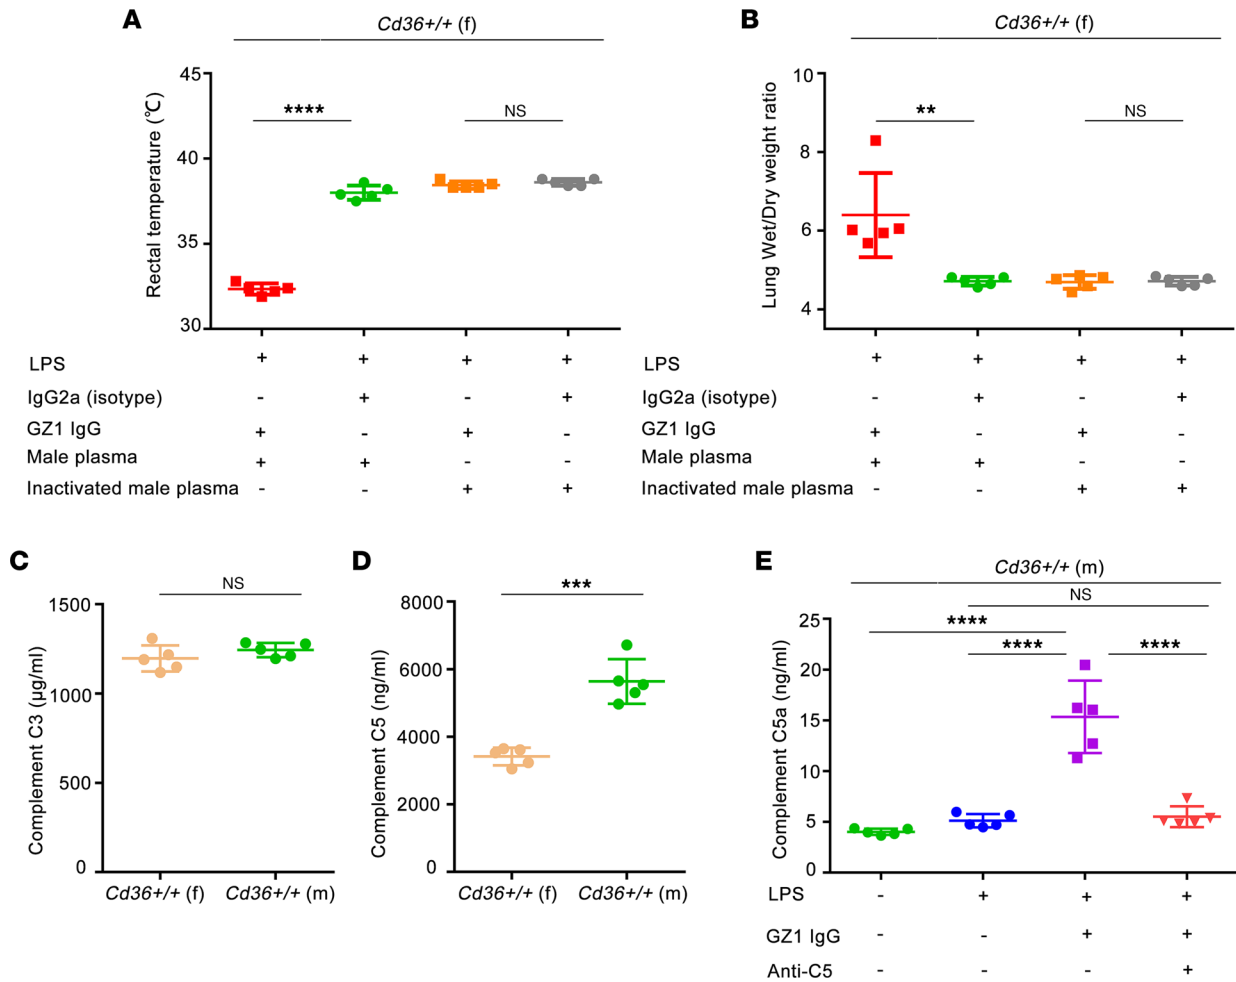 A
Cd36+/+ (f)
Rectal temperature (℃)
45
40
35
30
****
NS
LPS + + + +
IgG2a (isotype) - + - +
GZ1 IgG + - + -
Male plasma + + - -
Inactivated male plasma - - + +
B
Cd36+/+ (f)
Lung Wet/Dry weight ratio
10
8
6
4
**
NS
LPS + + + +
IgG2a (isotype) - + - +
GZ1 IgG + - + -
Male plasma + + - -
Inactivated male plasma - - + +
C
NS
Complement C3 (µg/ml)
1500
1000
500
0
Cd36+/+ (f) Cd36+/+ (m)
D
***
Complement C5 (ng/ml)
8000
6000
4000
2000
0
Cd36+/+ (f) Cd36+/+ (m)
E
Cd36+/+ (m)
NS
****
**** ****
Complement C5a (ng/ml)
25
20
15
10
5
0
LPS - + + +
GZ1 IgG - - + +
Anti-C5 - - - +